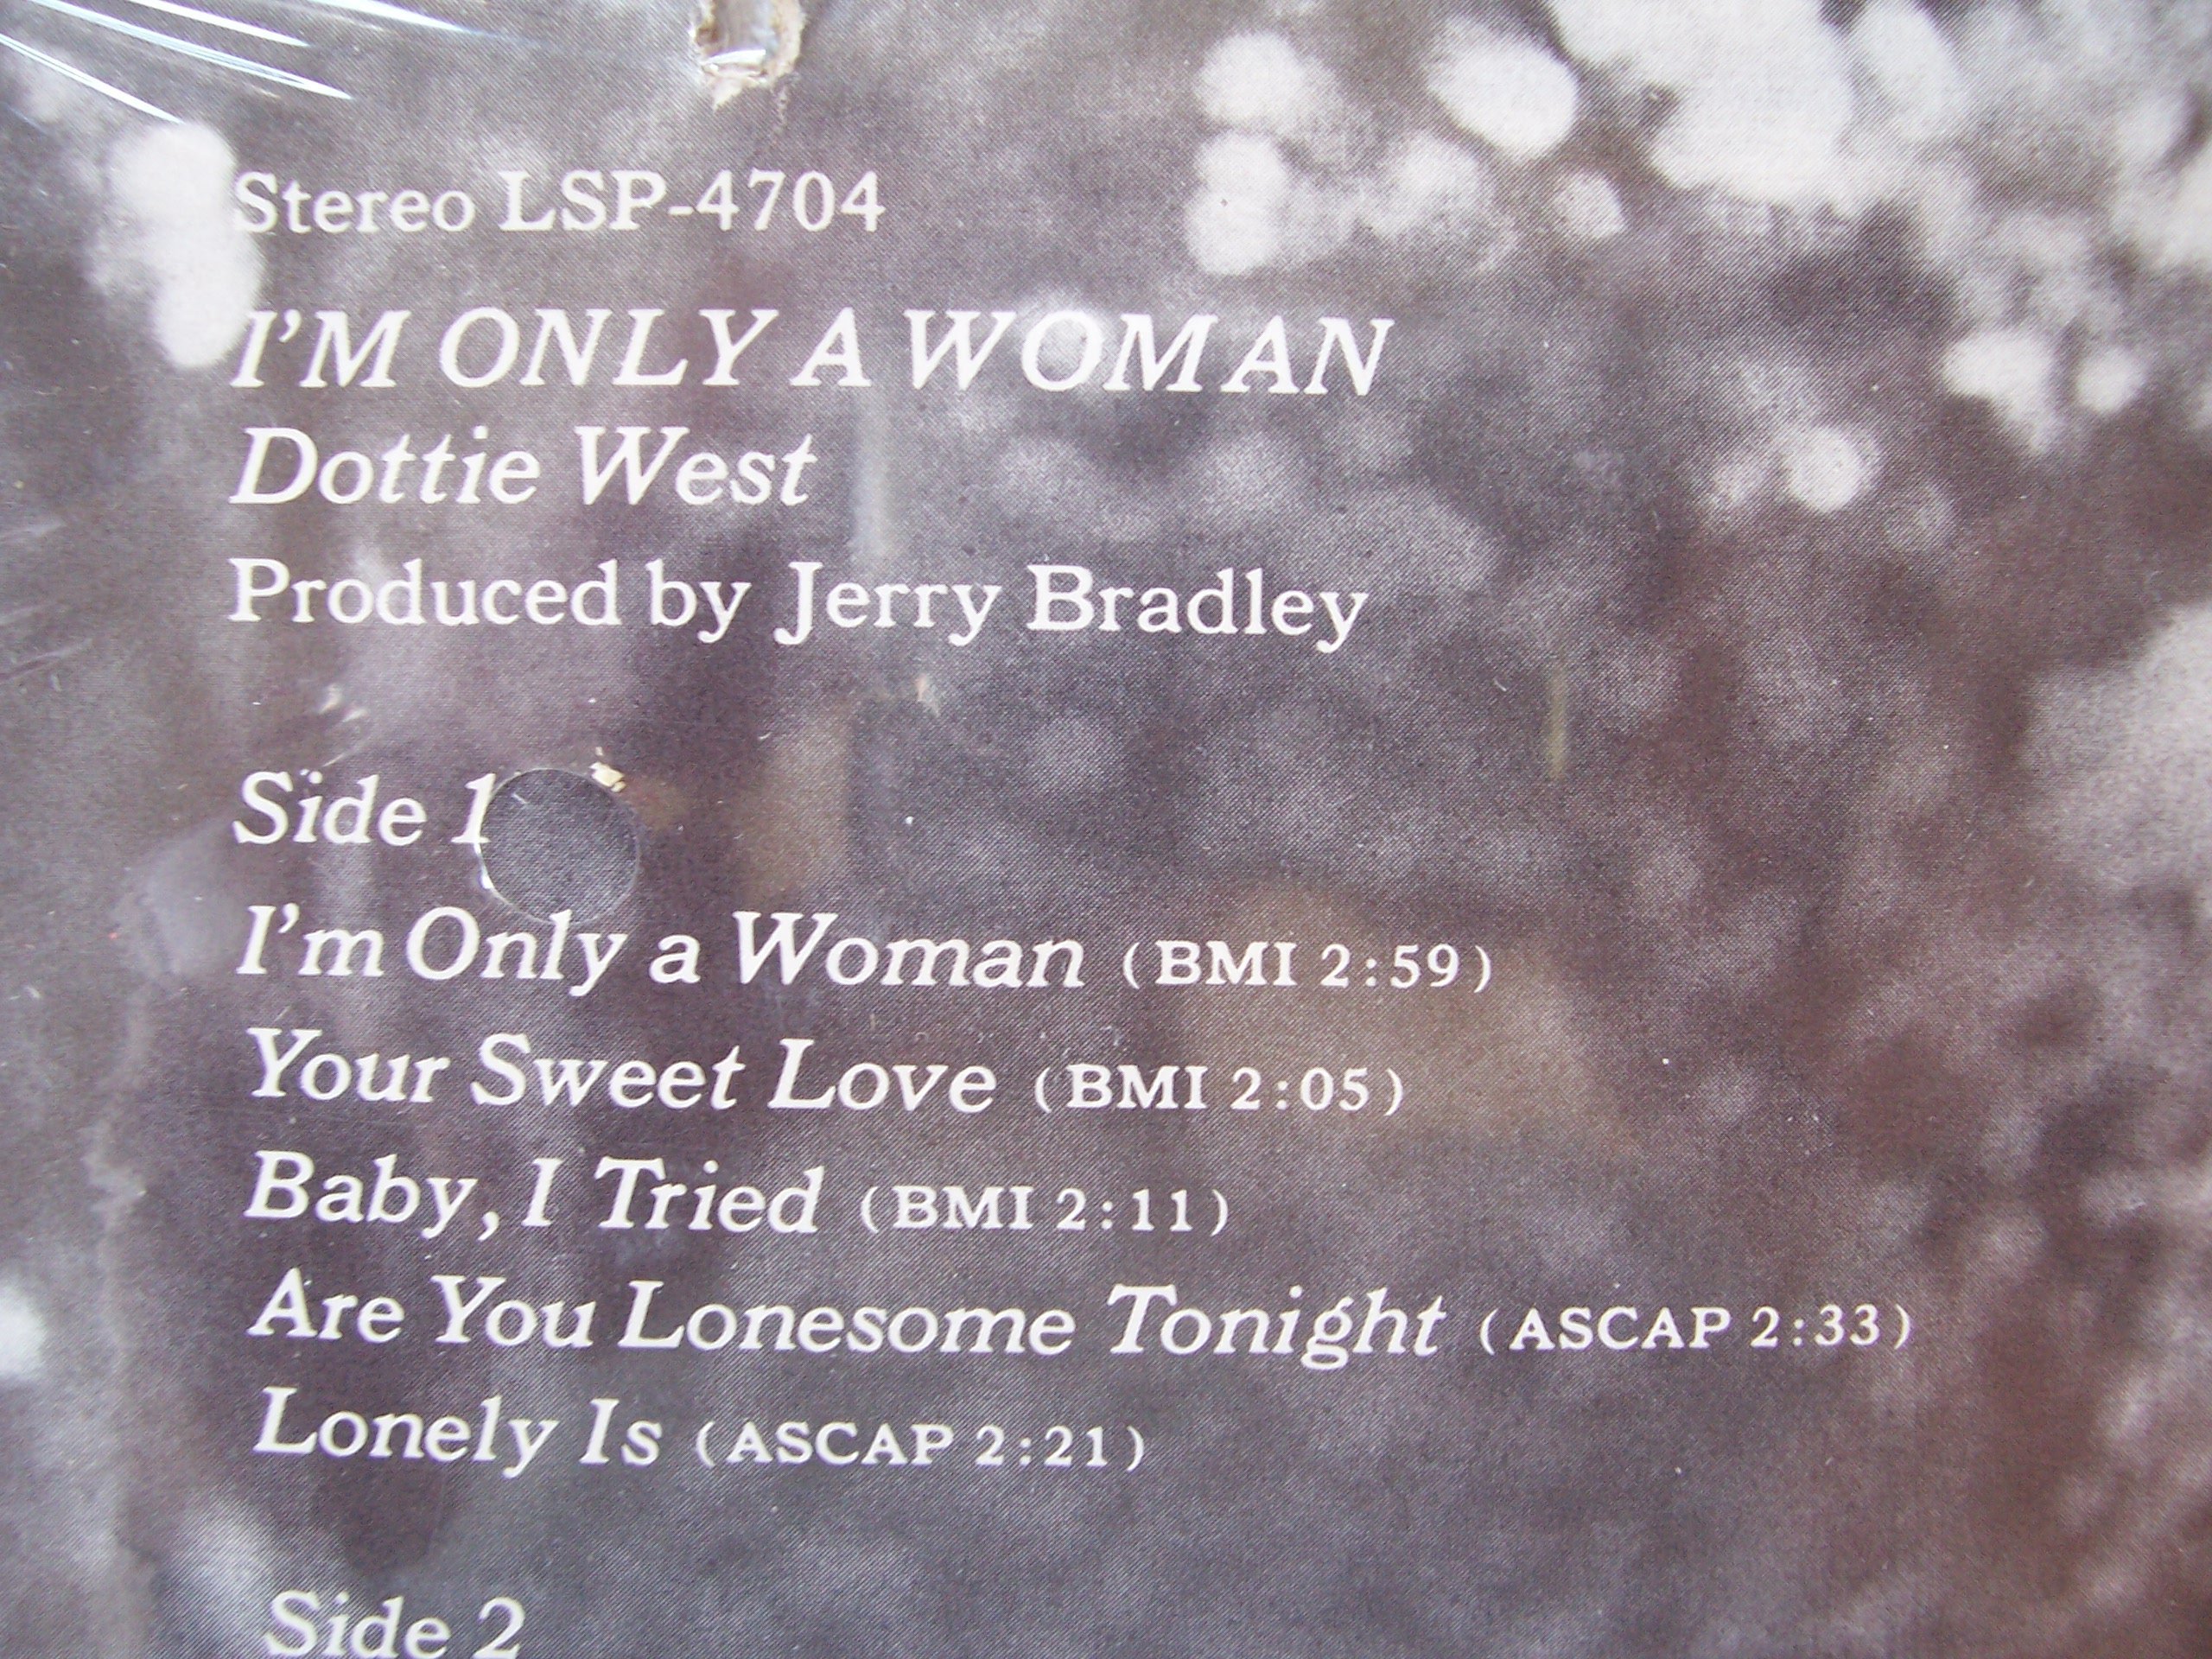 Stereo LSP-4704
I'M ONLY A WOMAN
Dottie West
Produced by Jerry Bradley
Side 1
I'm Only a Woman (BMI 2:59)
Your Sweet Love (BMI 2:05)
Baby, I Tried (BMI 2:11)
Are You Lonesome Tonight (ASCAP 2:33)
Lonely Is (ASCAP 2:21)
Side 2